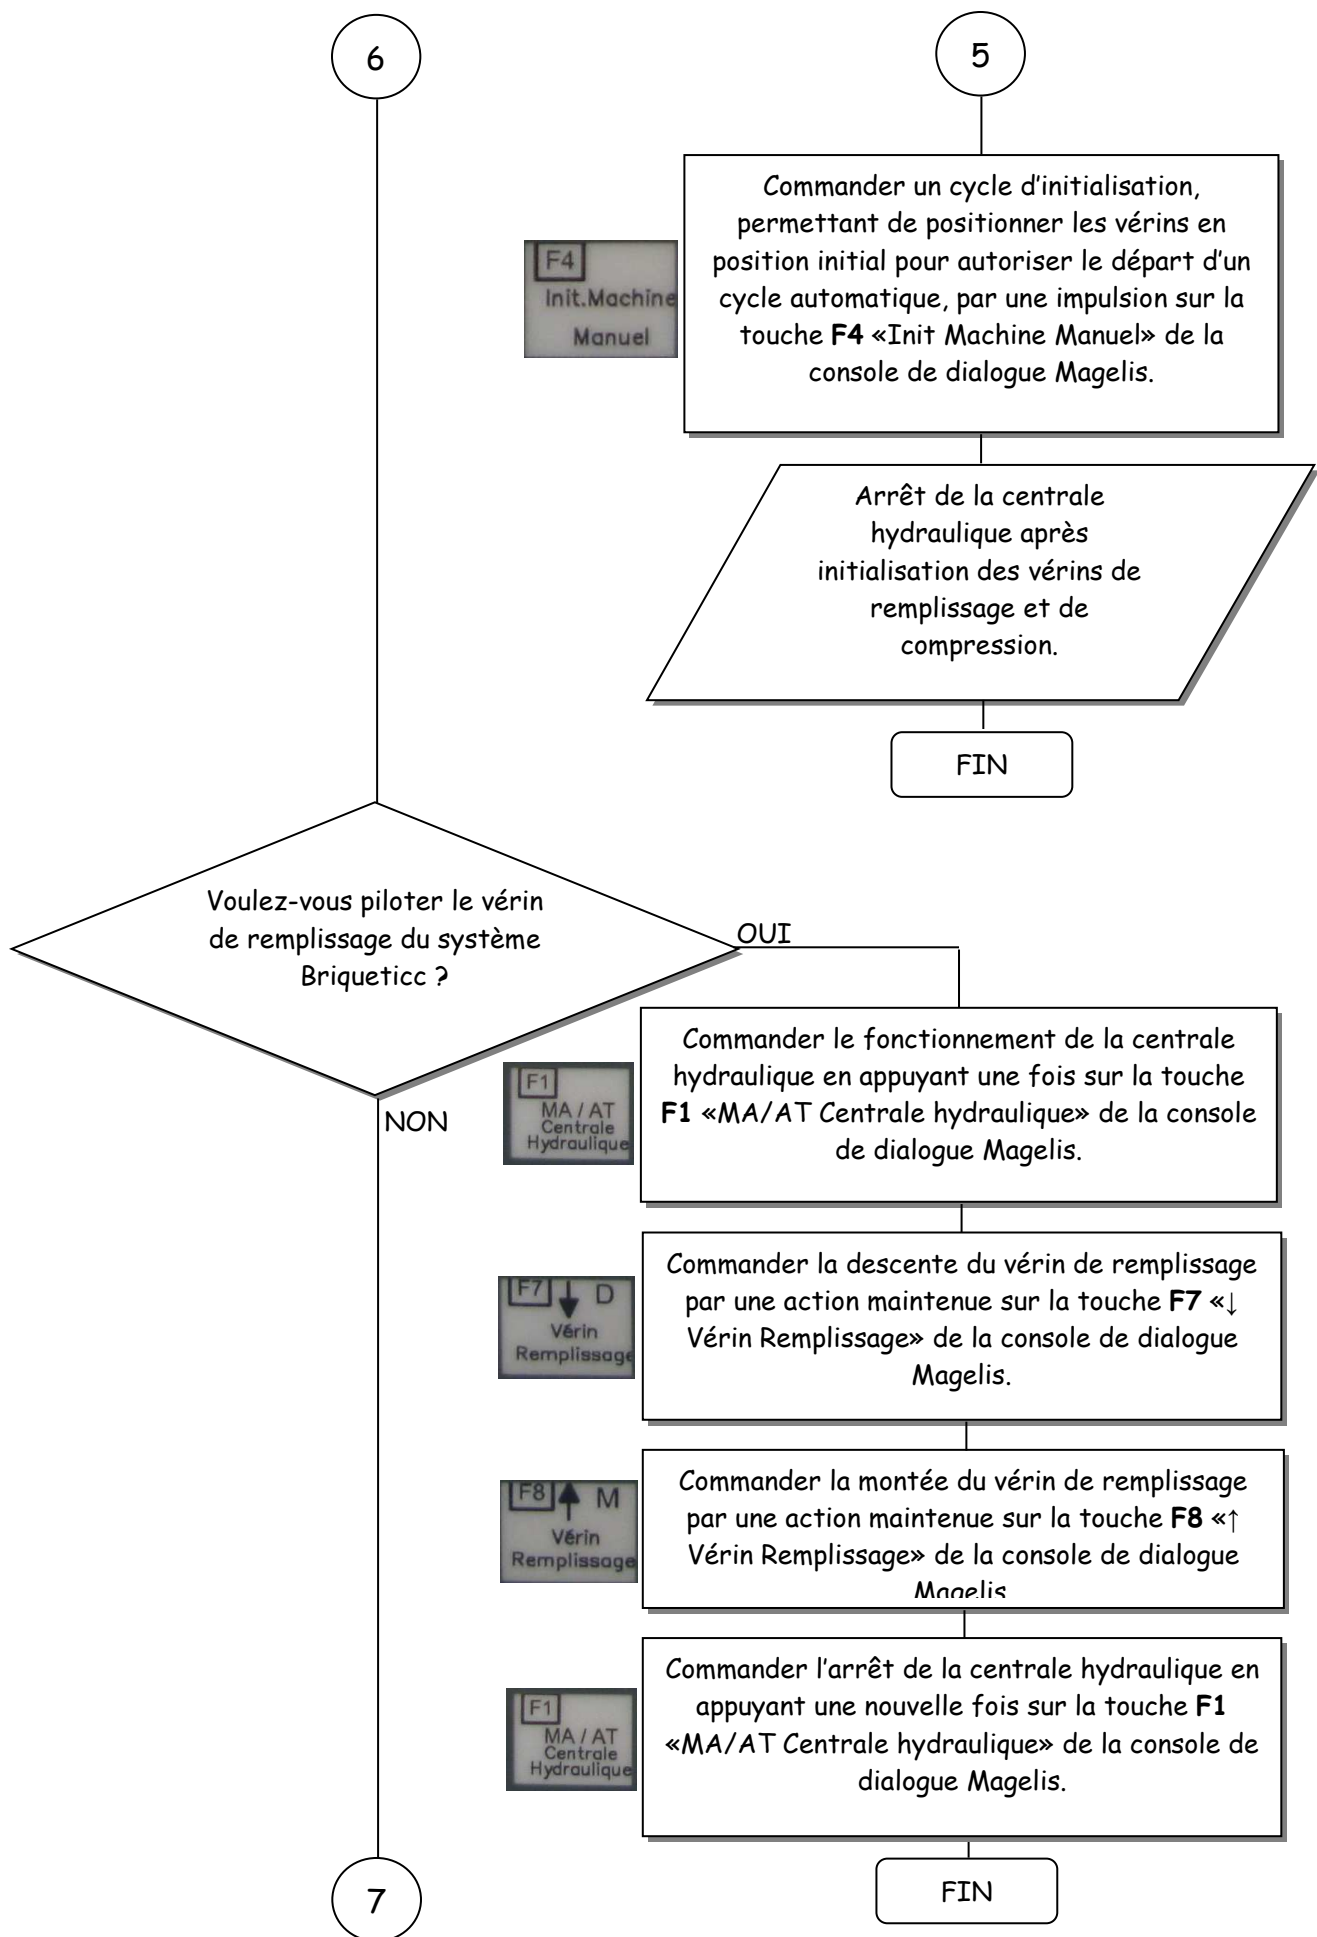 6
5
Commander un cycle d'initialisation,
permettant de positionner les vérins en
position initial pour autoriser le départ d'un
cycle automatique, par une impulsion sur la
touche F4 «Init Machine Manuel» de la
console de dialogue Magelis.
F4
Init.Machine
Manuel
Arrêt de la centrale
hydraulique après
initialisation des vérins de
remplissage et de
compression.
FIN
Voulez-vous piloter le vérin
de remplissage du système
Briqueticc ?
OUI
NON
F1
MA / AT
Centrale
Hydraulique
Commander le fonctionnement de la centrale
hydraulique en appuyant une fois sur la touche
F1 «MA/AT Centrale hydraulique» de la console
de dialogue Magelis.
F7 ↓ D
Vérin
Remplissage
Commander la descente du vérin de remplissage
par une action maintenue sur la touche F7 «↓
Vérin Remplissage» de la console de dialogue
Magelis.
F8 ↑ M
Vérin
Remplissage
Commander la montée du vérin de remplissage
par une action maintenue sur la touche F8 «↑
Vérin Remplissage» de la console de dialogue
Magelis
F1
MA / AT
Centrale
Hydraulique
Commander l'arrêt de la centrale hydraulique en
appuyant une nouvelle fois sur la touche F1
«MA/AT Centrale hydraulique» de la console de
dialogue Magelis.
7
FIN